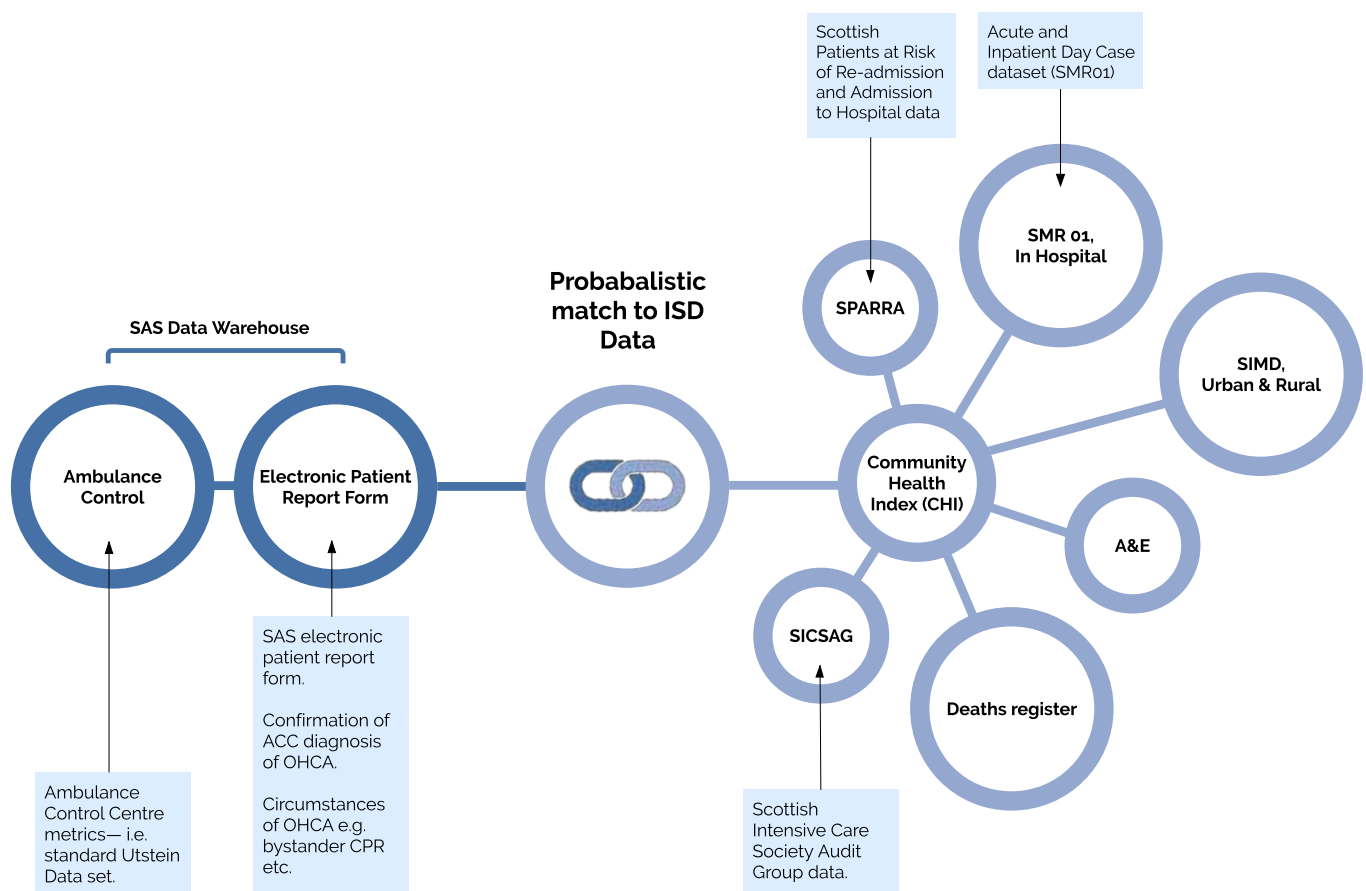 Scottish
Patients at Risk
of Re-admission
and Admission
to Hospital data
Acute and
Inpatient Day Case
dataset (SMR01)
SMR 01,
In Hospital
SPARRA
SIMD,
Urban & Rural
Probabalistic
match to ISD
Data
SAS Data Warehouse
Ambulance
Control
Electronic Patient
Report Form
Community
Health
Index (CHI)
A&E
SICSAG
Deaths register
SAS electronic
patient report
form.
Confirmation of
ACC diagnosis
of OHCA.
Circumstances
of OHCA e.g.
bystander CPR
etc.
Ambulance
Control Centre
metrics— i.e.
standard Utstein
Data set.
Scottish
Intensive Care
Society Audit
Group data.